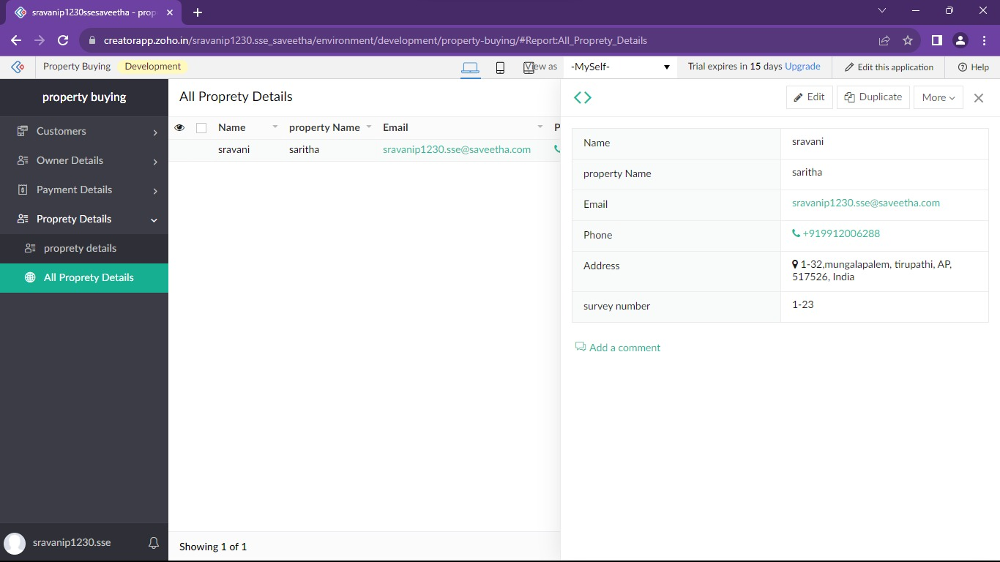 sravanip1230ssesaveetha - prop
creatorapp.zoho.in/sravanip1230.sse_saveetha/environment/development/property-buying/#Report:All_Proprety_Details
Property Buying Development View as -MySelf- Trial expires in 15 days Upgrade Edit this application Help
property buying
Customers
Owner Details
Payment Details
Proprety Details
proprety details
All Proprety Details
sravanip1230.sse
All Proprety Details
Name property Name Email P
sravani saritha sravanip1230.sse@saveetha.com
Showing 1 of 1
Edit Duplicate More
Name sravani
property Name saritha
Email sravanip1230.sse@saveetha.com
Phone +919912006288
Address 1-32,mungalapalem, tirupathi, AP,
517526, India
survey number 1-23
Add a comment